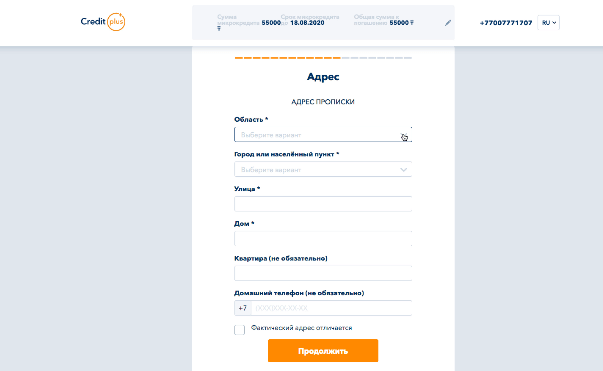 Credit plus
Сумма микрокредита 55000 ₸
Срок микрокредита до 18.08.2020
Общая сумма к погашению 55000 ₸
+77007771707
RU
Адрес
АДРЕС ПРОПИСКИ
Область *
Выберите вариант
Город или населённый пункт *
Выберите вариант
Улица *
Дом *
Квартира (не обязательно)
Домашний телефон (не обязательно)
+7 (XXX)XXX-XX-XX
Фактический адрес отличается
Продолжить